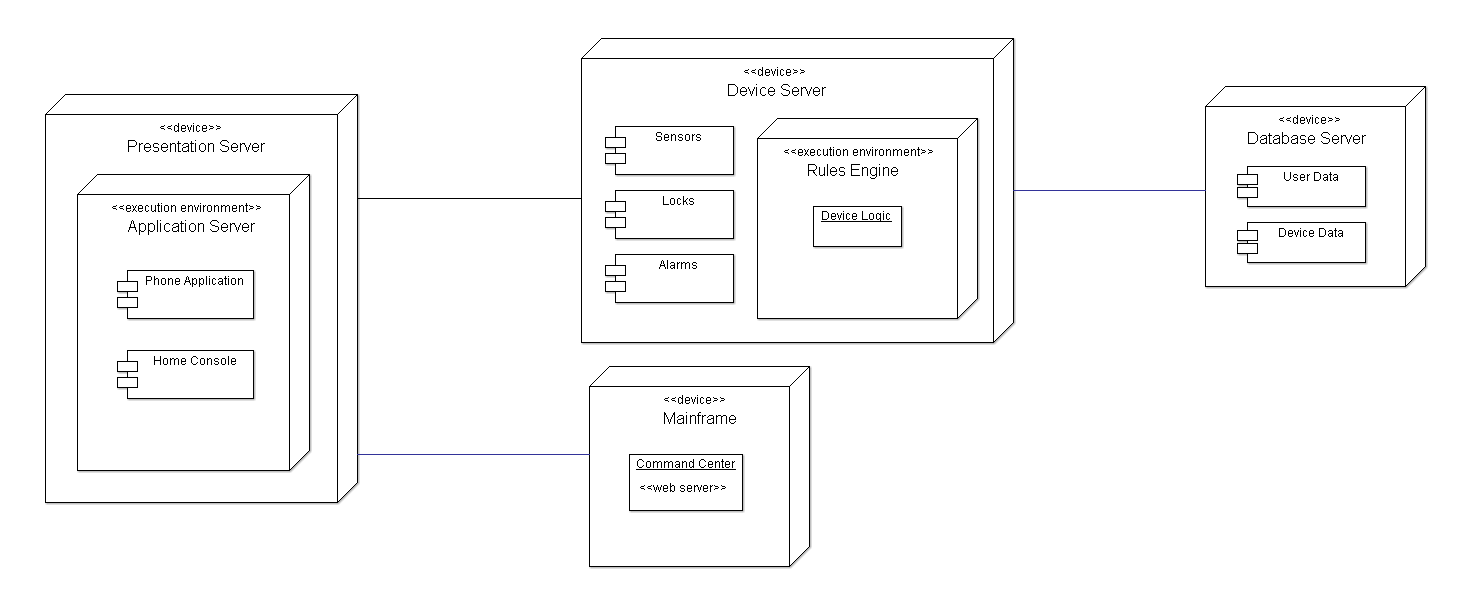 <<device>>
Presentation Server
<<execution environment>>
Application Server
Phone Application
Home Console
<<device>>
Device Server
Sensors
Locks
Alarms
<<execution environment>>
Rules Engine
Device Logic
<<device>>
Mainframe
Command Center
<<web server>>
<<device>>
Database Server
User Data
Device Data